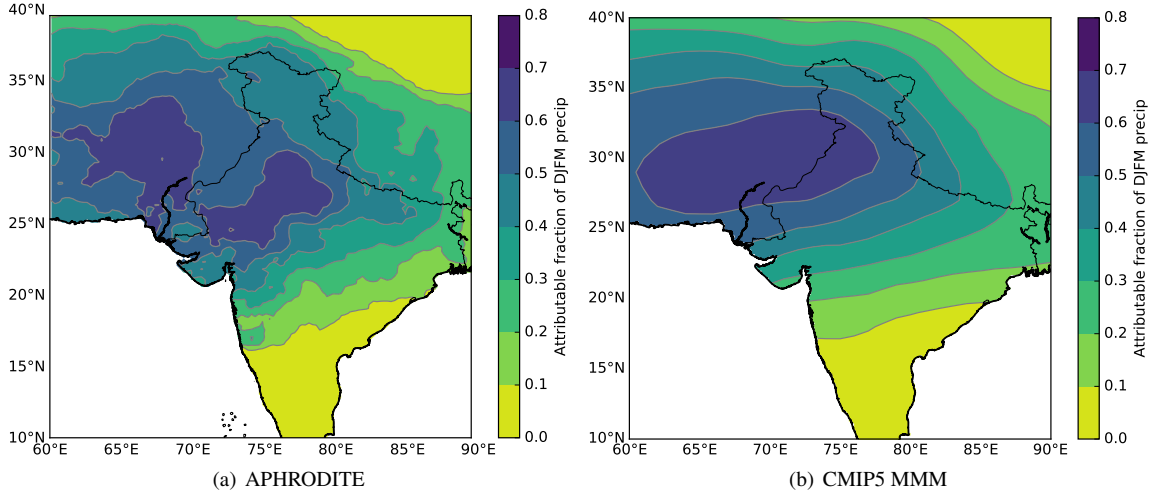 40°N
35°N
30°N
25°N
20°N
15°N
10°N
60°E 65°E 70°E 75°E 80°E 85°E 90°E
0.8
0.7
0.6
0.5
0.4
0.3
0.2
0.1
0.0
Attributable fraction of DJFM precip
(a) APHRODITE
40°N
35°N
30°N
25°N
20°N
15°N
10°N
60°E 65°E 70°E 75°E 80°E 85°E 90°E
0.8
0.7
0.6
0.5
0.4
0.3
0.2
0.1
0.0
Attributable fraction of DJFM precip
(b) CMIP5 MMM